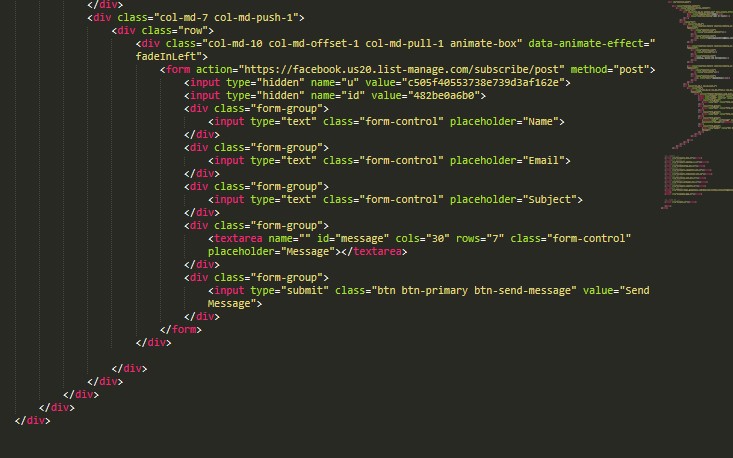 </div>
<div class="col-md-7 col-md-push-1">
<div class="row">
<div class="col-md-10 col-md-offset-1 col-md-pull-1 animate-box" data-animate-effect="
fadeInLeft">
<form action="https://facebook.us20.list-manage.com/subscribe/post" method="post">
<input type="hidden" name="u" value="c505f40553738e739d3af162e">
<input type="hidden" name="id" value="482be0a6b0">
<div class="form-group">
<input type="text" class="form-control" placeholder="Name">
</div>
<div class="form-group">
<input type="text" class="form-control" placeholder="Email">
</div>
<div class="form-group">
<input type="text" class="form-control" placeholder="Subject">
</div>
<div class="form-group">
<textarea name="" id="message" cols="30" rows="7" class="form-control"
placeholder="Message"></textarea>
</div>
<div class="form-group">
<input type="submit" class="btn btn-primary btn-send-message" value="Send
Message">
</div>
</form>
</div>
</div>
</div>
</div>
</div>
</div>